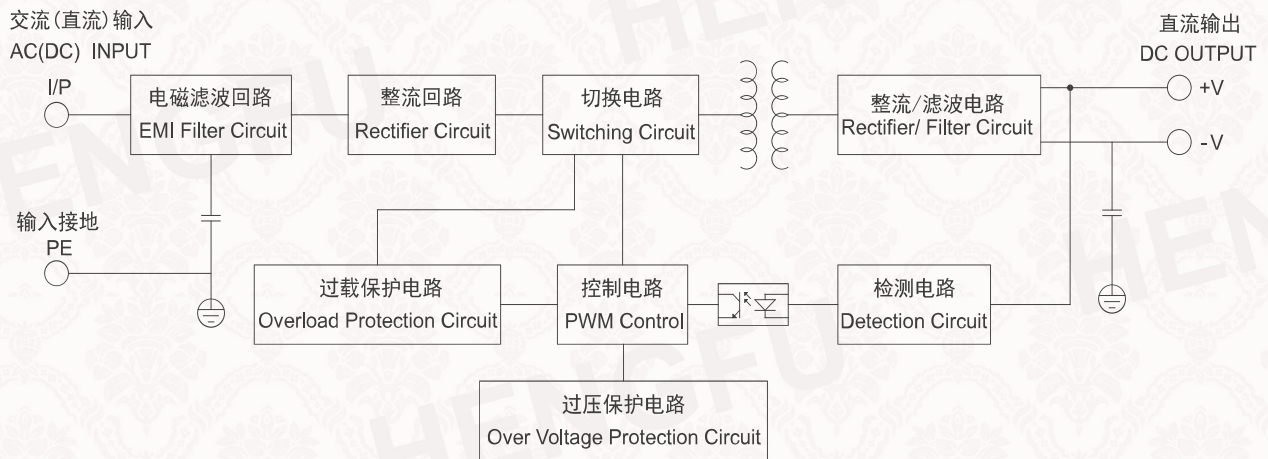 交流(直流)输入
AC(DC) INPUT
I/P
电磁滤波回路
EMI Filter Circuit
整流回路
Rectifier Circuit
切换电路
Switching Circuit
整流/滤波电路
Rectifier/ Filter Circuit
直流输出
DC OUTPUT
+V
-V
输入接地
PE
过载保护电路
Overload Protection Circuit
控制电路
PWM Control
检测电路
Detection Circuit
过压保护电路
Over Voltage Protection Circuit
HENGFU
HENGFU
HEN
HEN